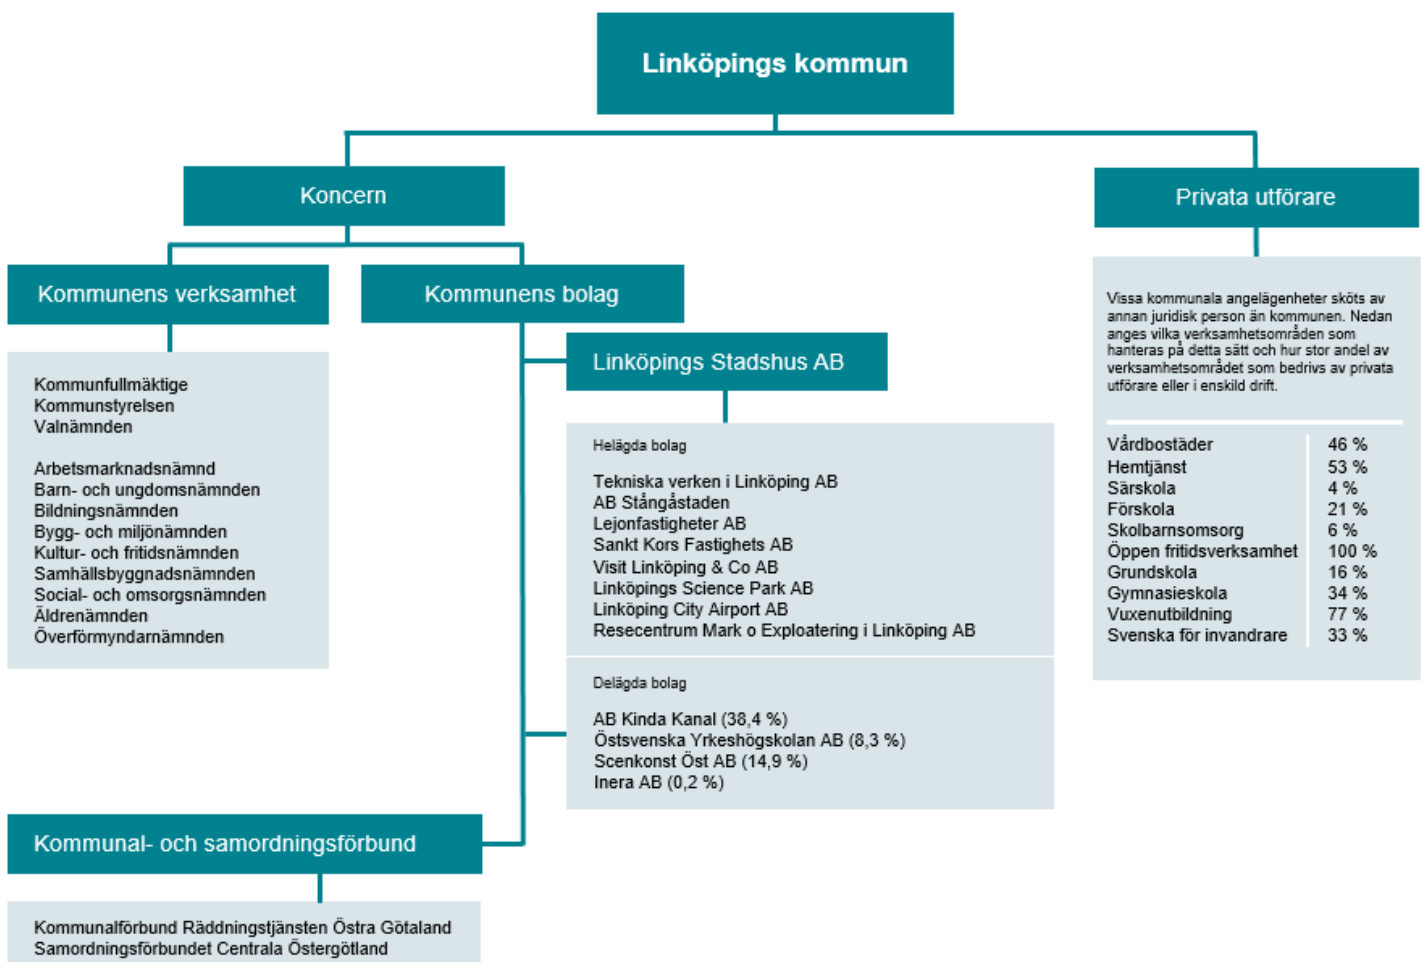 Linköpings kommun
Koncern
Privata utförare
Kommunens verksamhet
Kommunens bolag
Kommunfullmäktige
Kommunstyrelsen
Valnämnden
Arbetsmarknadsnämnd
Barn- och ungdomsnämnden
Bildningsnämnden
Bygg- och miljönämnden
Kultur- och fritidsnämnden
Samhällsbyggnadsnämnden
Social- och omsorgsnämnden
Äldrenämnden
Överförmyndarnämnden
Linköpings Stadshus AB
Helägda bolag
Tekniska verken i Linköping AB
AB Stångåstaden
Lejonfastigheter AB
Sankt Kors Fastighets AB
Visit Linköping & Co AB
Linköpings Science Park AB
Linköping City Airport AB
Resecentrum Mark o Exploatering i Linköping AB
Delägda bolag
AB Kinda Kanal (38,4 %)
Östsvenska Yrkeshögskolan AB (8,3 %)
Scenkonst Öst AB (14,9 %)
Inera AB (0,2 %)
Kommunal- och samordningsförbund
Kommunalförbund Räddningstjänsten Östra Götaland
Samordningsförbundet Centrala Östergötland
Vissa kommunala angelägenheter sköts av
annan juridisk person än kommunen. Nedan
anges vilka verksamhetsområden som
hanteras på detta sätt och hur stor andel av
verksamhetsområdet som bedrivs av privata
utförare eller i enskild drift.
Vårdbostäder 46 %
Hemtjänst 53 %
Särskola 4 %
Förskola 21 %
Skolbarnsomsorg 6 %
Öppen fritidsverksamhet 100 %
Grundskola 16 %
Gymnasieskola 34 %
Vuxenutbildning 77 %
Svenska för invandrare 33 %